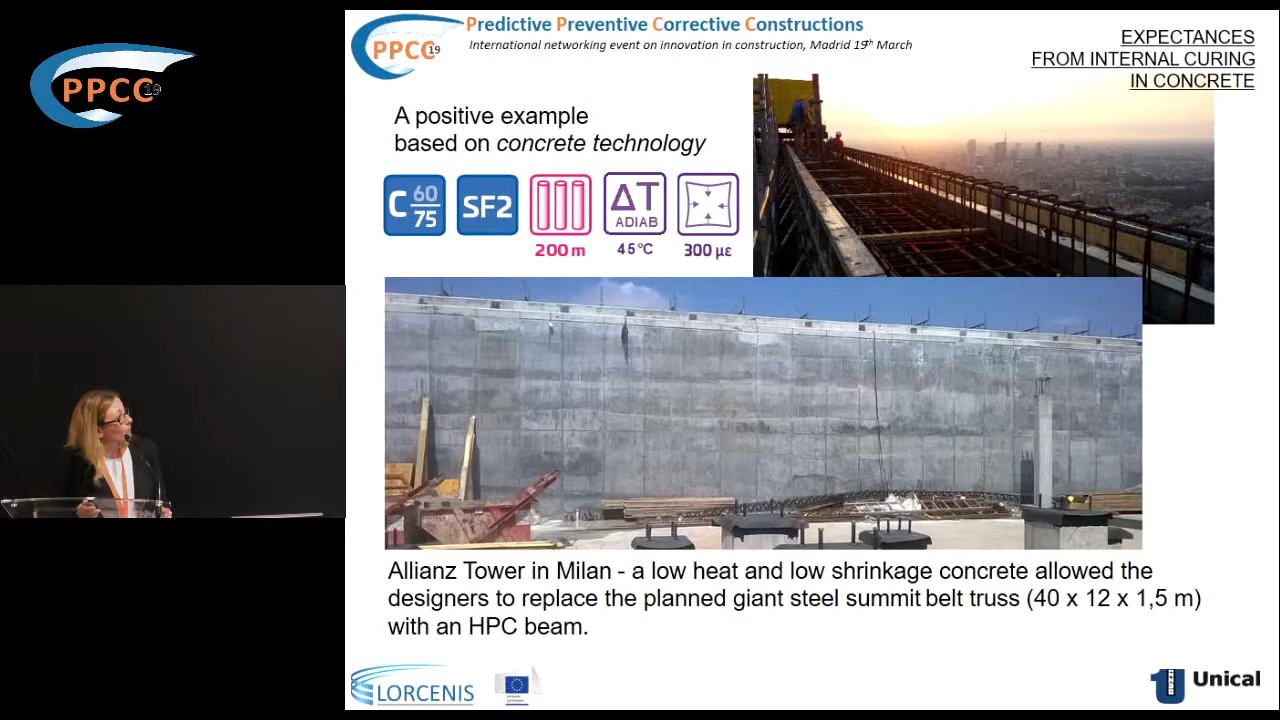 PPCC19
PPCC19
Predictive Preventive Corrective Constructions
International networking event on innovation in construction, Madrid 19th March
EXPECTANCES
FROM INTERNAL CURING
IN CONCRETE
A positive example
based on concrete technology
C 60
75
SF2
ΔT
ADIAB
200 m
45°C
300 με
Allianz Tower in Milan - a low heat and low shrinkage concrete allowed the
designers to replace the planned giant steel summit belt truss (40 x 12 x 1,5 m)
with an HPC beam.
LORCENIS
Unical